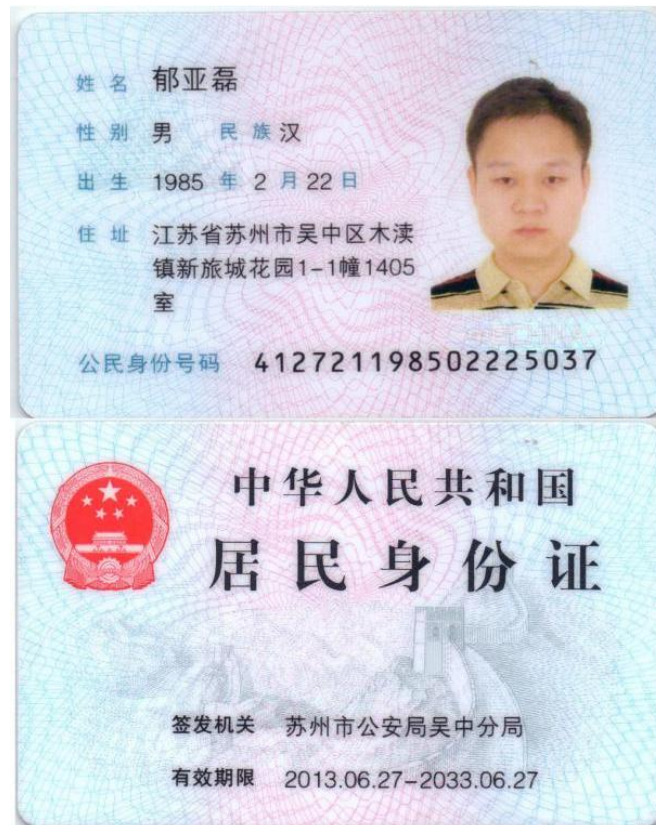 姓名 郁亚磊
性别 男 民族 汉
出生 1985 年 2 月 22 日
住址 江苏省苏州市吴中区木渎
镇新旅城花园1-1幢1405
室
公民身份号码 412721198502225037
中华人民共和国
居民身份证
签发机关 苏州市公安局吴中分局
有效期限 2013.06.27-2033.06.27